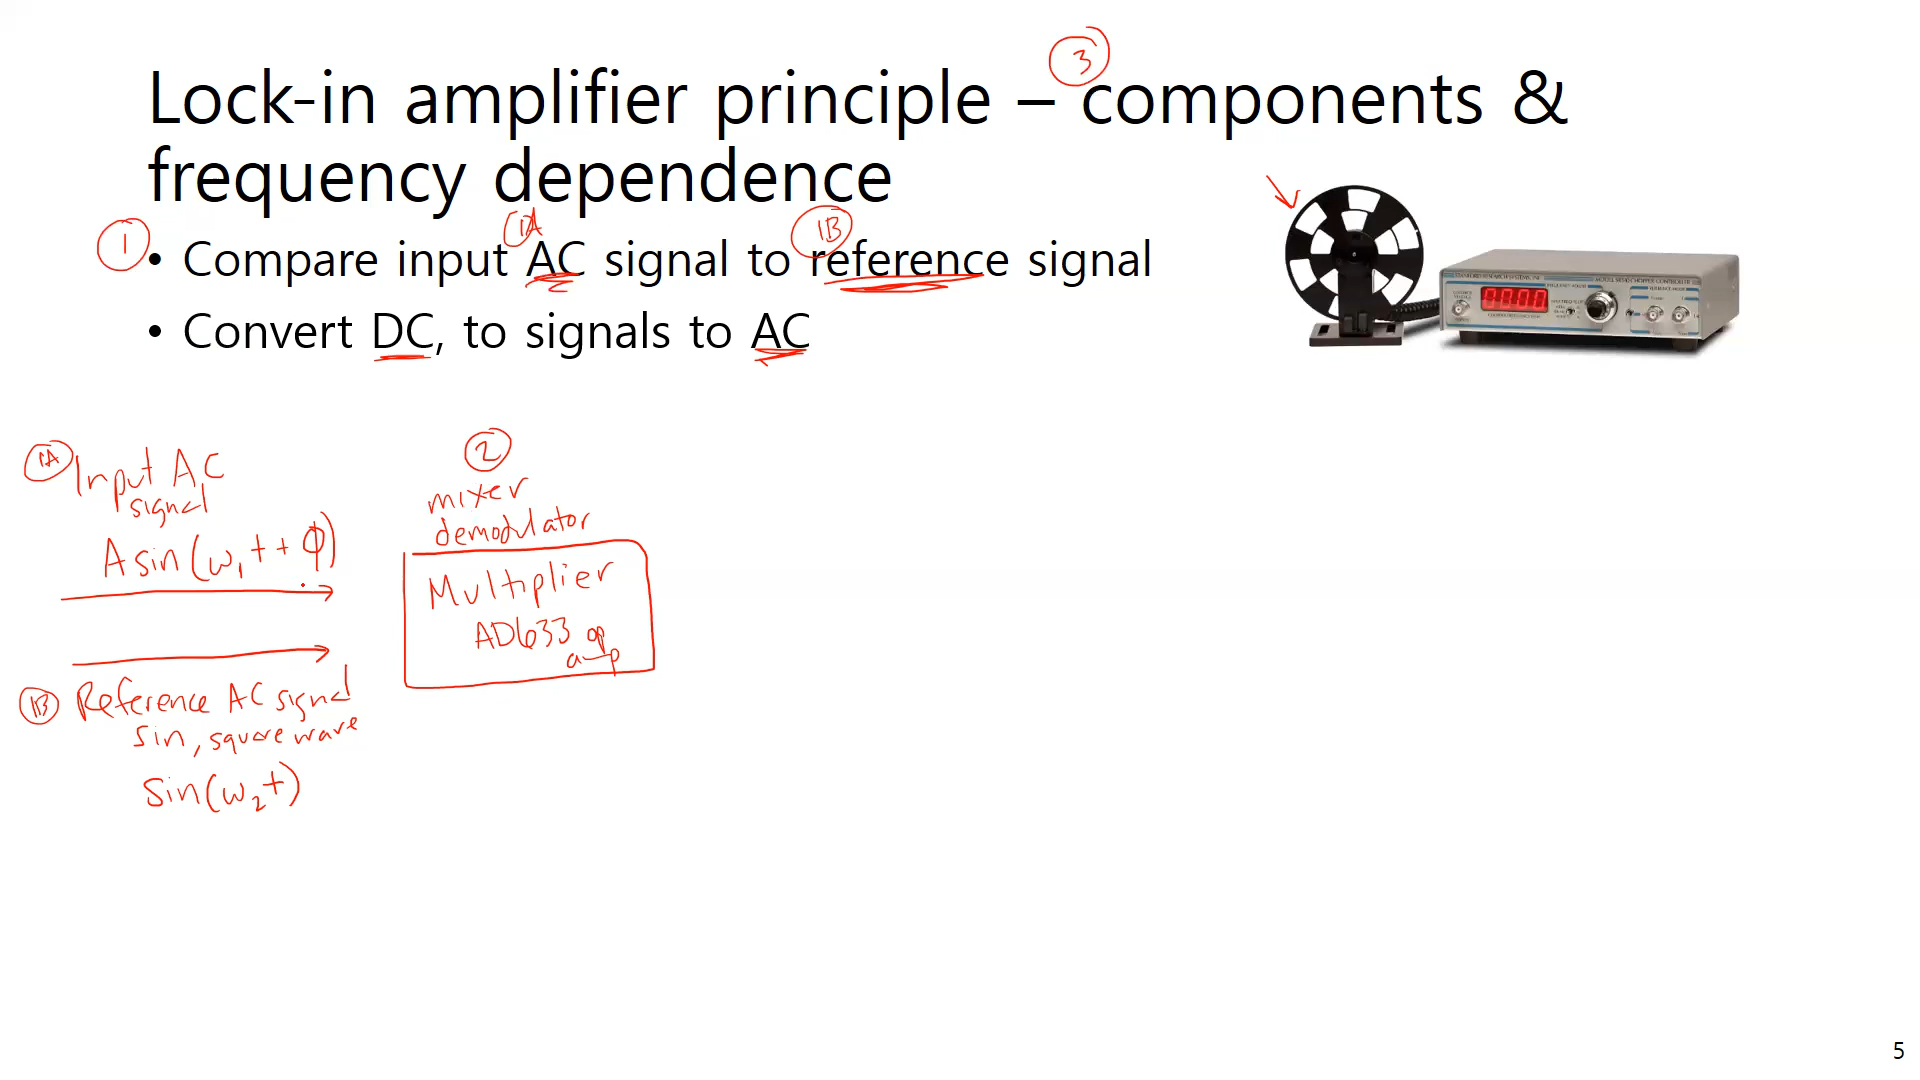 3
Lock-in amplifier principle – components &
frequency dependence
1
1A
1B
• Compare input AC signal to reference signal
• Convert DC, to signals to AC
0000
1A
Input AC
signal
A sin(ω₁t + Φ)
1B
Reference AC signal
sin, square wave
Sin(ω₂t)
2
mixer
demodulator
Multiplier
AD633 op
amp
5